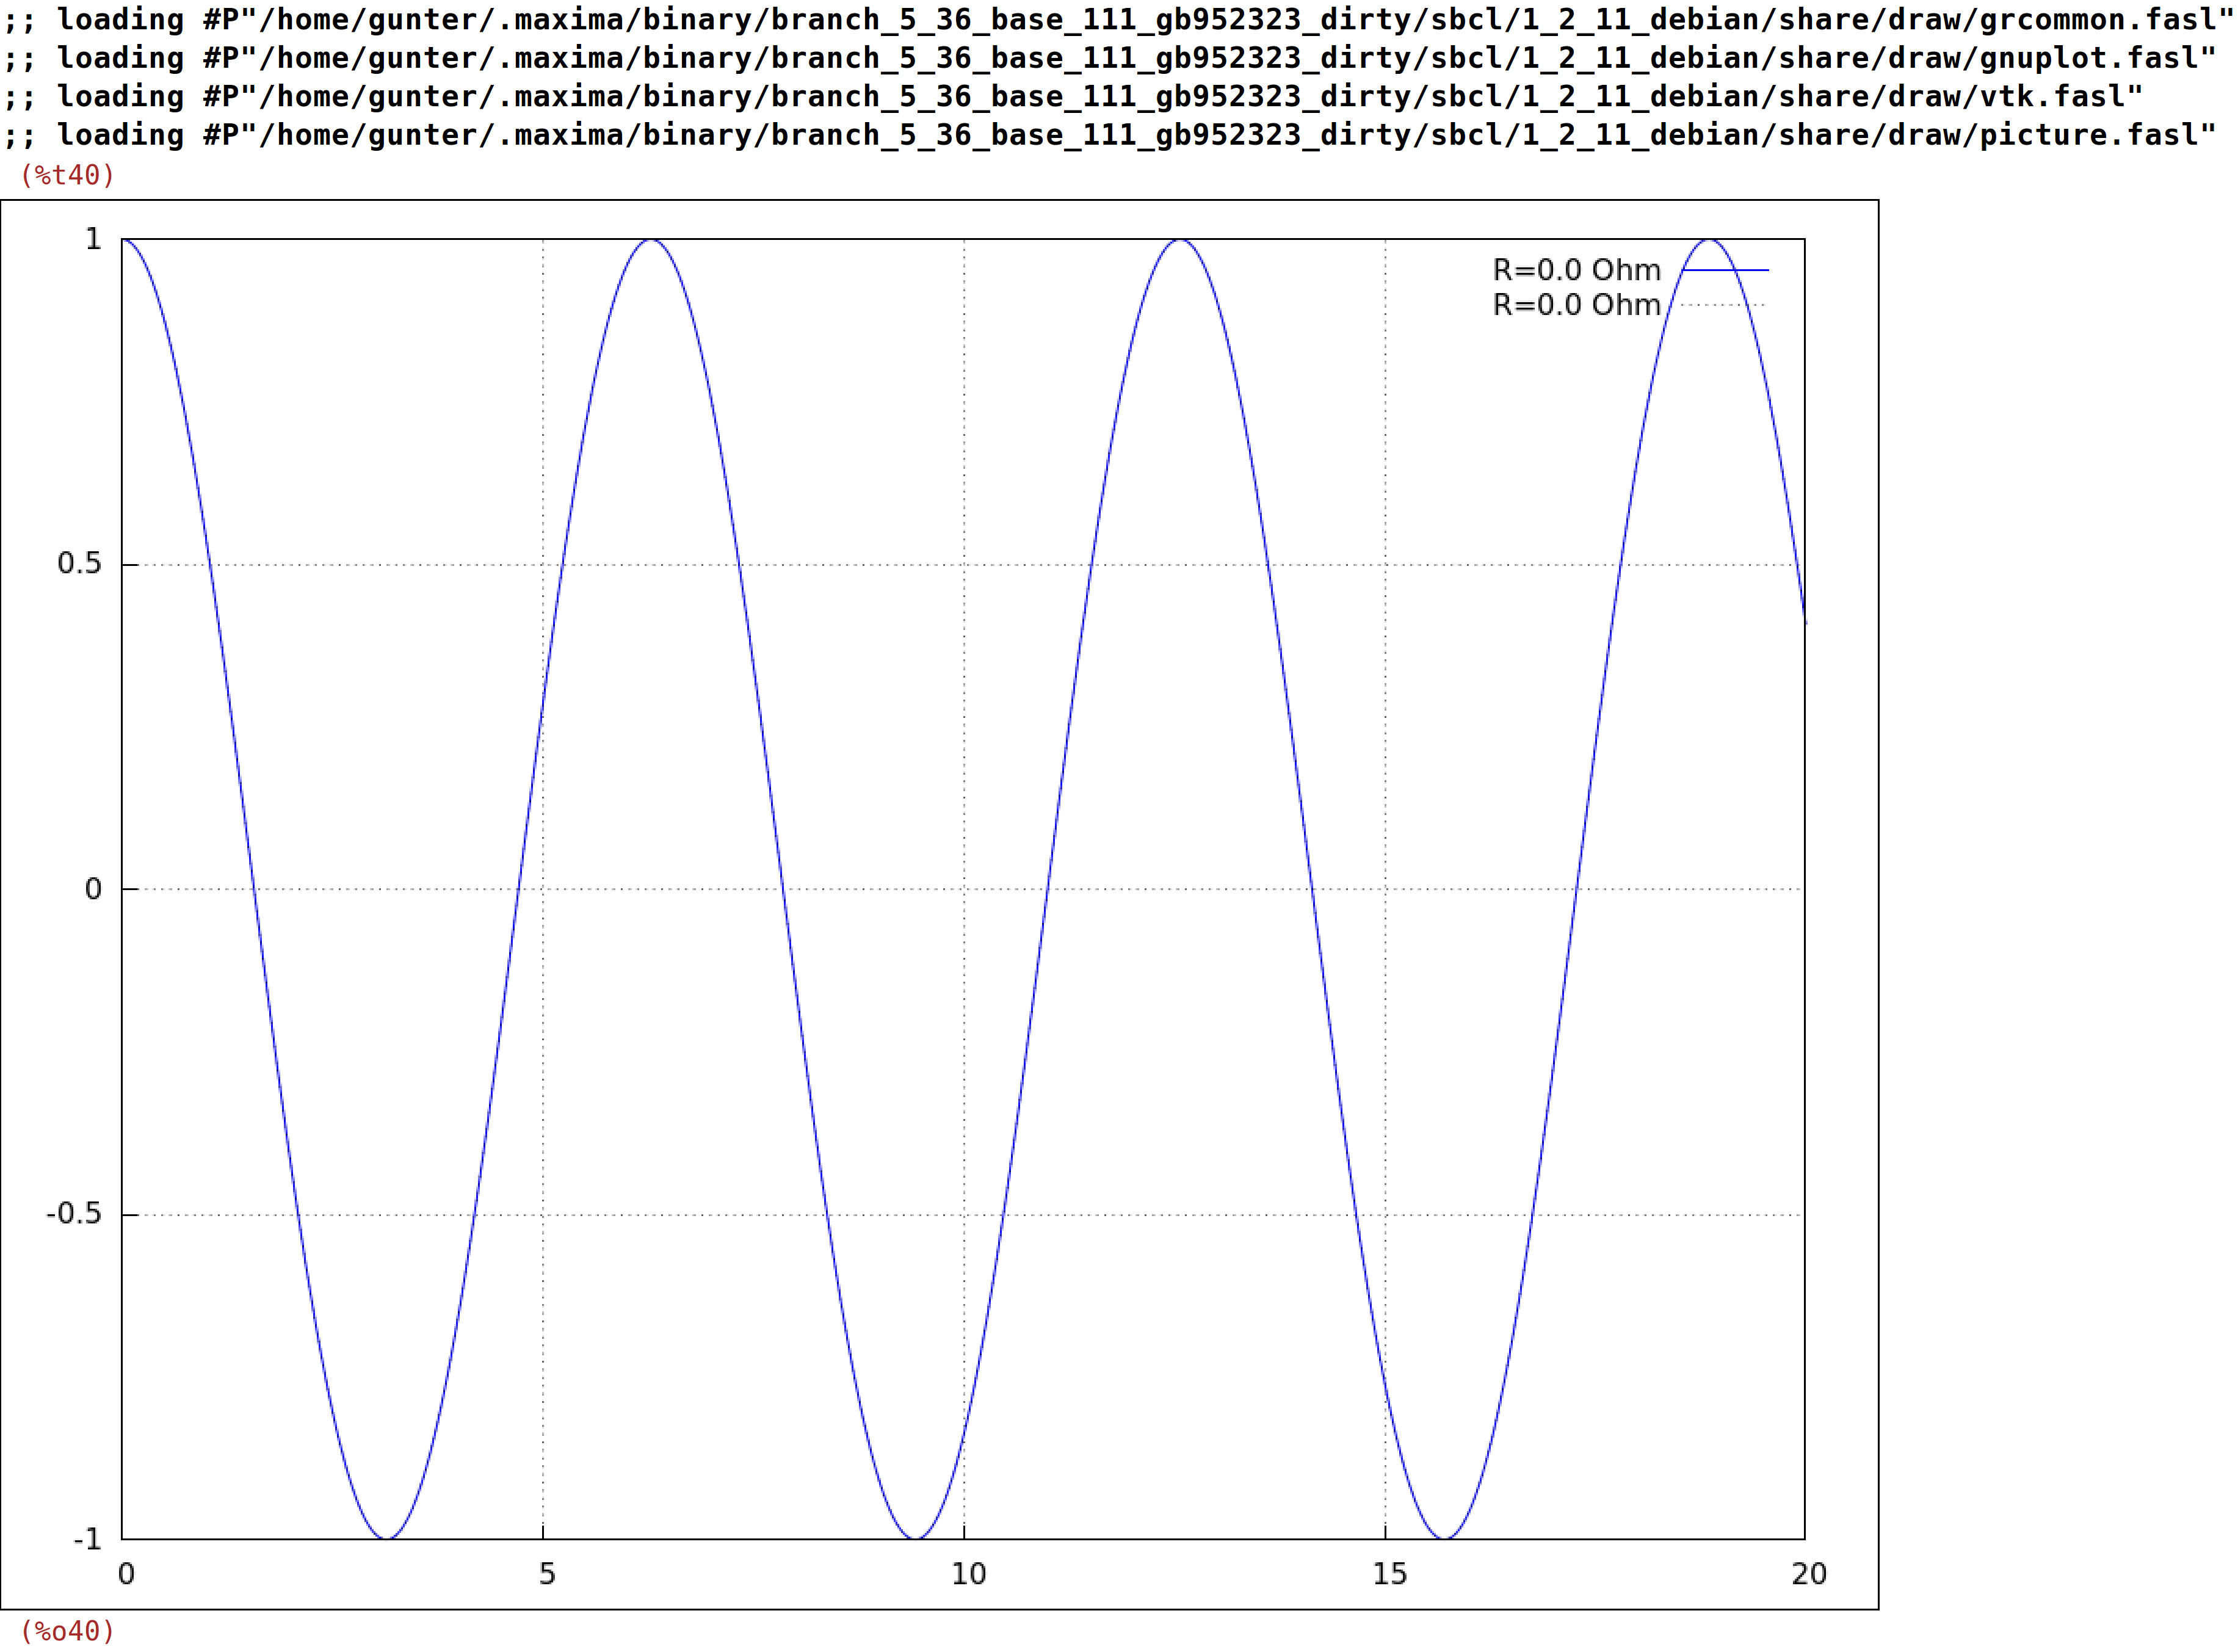 ;; loading #P"/home/gunter/.maxima/binary/branch_5_36_base_111_gb952323_dirty/sbcl/1_2_11_debian/share/draw/grcommon.fasl"
;; loading #P"/home/gunter/.maxima/binary/branch_5_36_base_111_gb952323_dirty/sbcl/1_2_11_debian/share/draw/gnuplot.fasl"
;; loading #P"/home/gunter/.maxima/binary/branch_5_36_base_111_gb952323_dirty/sbcl/1_2_11_debian/share/draw/vtk.fasl"
;; loading #P"/home/gunter/.maxima/binary/branch_5_36_base_111_gb952323_dirty/sbcl/1_2_11_debian/share/draw/picture.fasl"
(%t40)
1
R=0.0 Ohm
R=0.0 Ohm
0.5
0
-0.5
-1
0 5 10 15 20
(%o40)